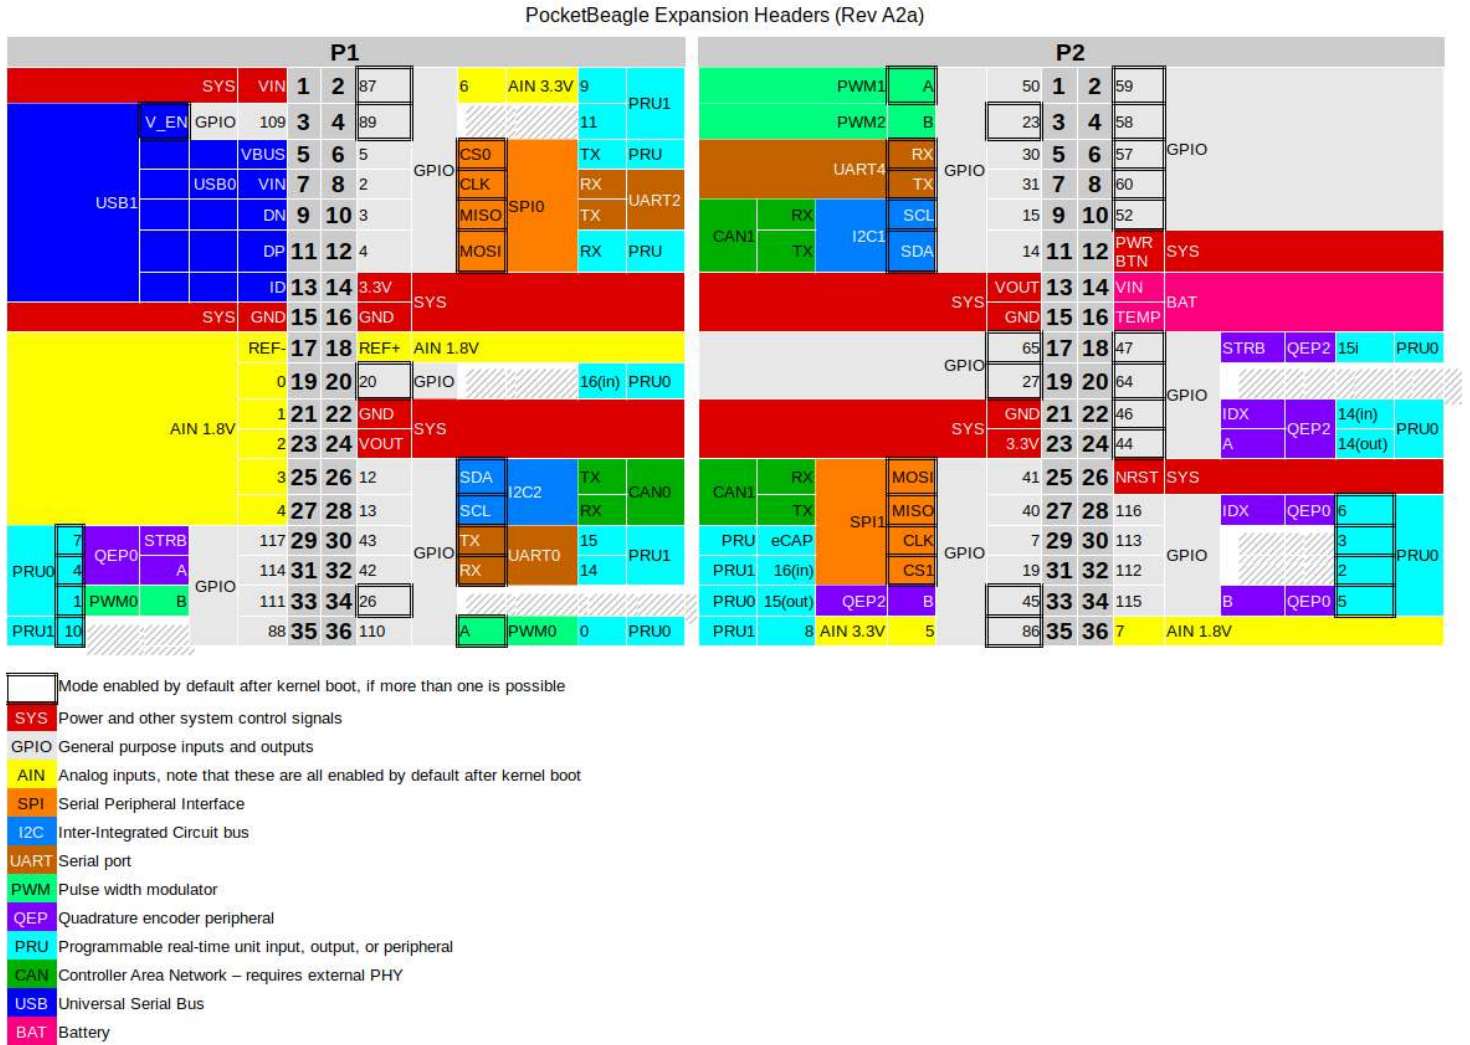 PocketBeagle Expansion Headers (Rev A2a)
P1 P2
SYS VIN 1 2 87 6 AIN 3.3V 9 PRU1 PWM1 A 50 1 2 59
V_EN GPIO 109 3 4 89 11 PWM2 B 23 3 4 58
VBUS 5 6 5 GPIO CS0 TX PRU UART4 RX GPIO 30 5 6 57 GPIO
USB1 USB0 VIN 7 8 2 CLK SPI0 RX UART2 TX 31 7 8 60
DN 9 10 3 MISO TX CAN1 RX I2C1 SCL 15 9 10 52
DP 11 12 4 MOSI RX PRU TX SDA 14 11 12 PWR BTN SYS
ID 13 14 3.3V SYS SYS VOUT 13 14 VIN BAT
SYS GND 15 16 GND GND 15 16 TEMP
REF- 17 18 REF+ AIN 1.8V GPIO 65 17 18 47 GPIO STRB QEP2 15i PRU0
0 19 20 20 GPIO 16(in) PRU0 27 19 20 64
AIN 1.8V 1 21 22 GND SYS SYS GND 21 22 46 IDX QEP2 14(in) PRU0
2 23 24 VOUT 3.3V 23 24 44 A 14(out)
3 25 26 12 GPIO SDA I2C2 TX CAN0 CAN1 RX SPI1 MOSI GPIO 41 25 26 NRST SYS
4 27 28 13 SCL RX TX MISO 40 27 28 116 GPIO IDX QEP0 6 PRU0
PRU0 7 QEP0 STRB GPIO 117 29 30 43 TX UART0 15 PRU1 PRU eCAP CLK 7 29 30 113 3
4 A 114 31 32 42 RX 14 PRU1 16(in) CS1 19 31 32 112 2
1 PWM0 B 111 33 34 26 PRU0 15(out) QEP2 B 45 33 34 115 B QEP0 5
PRU1 10 88 35 36 110 A PWM0 0 PRU0 PRU1 8 AIN 3.3V 5 86 35 36 7 AIN 1.8V
Mode enabled by default after kernel boot, if more than one is possible
SYS Power and other system control signals
GPIO General purpose inputs and outputs
AIN Analog inputs, note that these are all enabled by default after kernel boot
SPI Serial Peripheral Interface
I2C Inter-Integrated Circuit bus
UART Serial port
PWM Pulse width modulator
QEP Quadrature encoder peripheral
PRU Programmable real-time unit input, output, or peripheral
CAN Controller Area Network – requires external PHY
USB Universal Serial Bus
BAT Battery